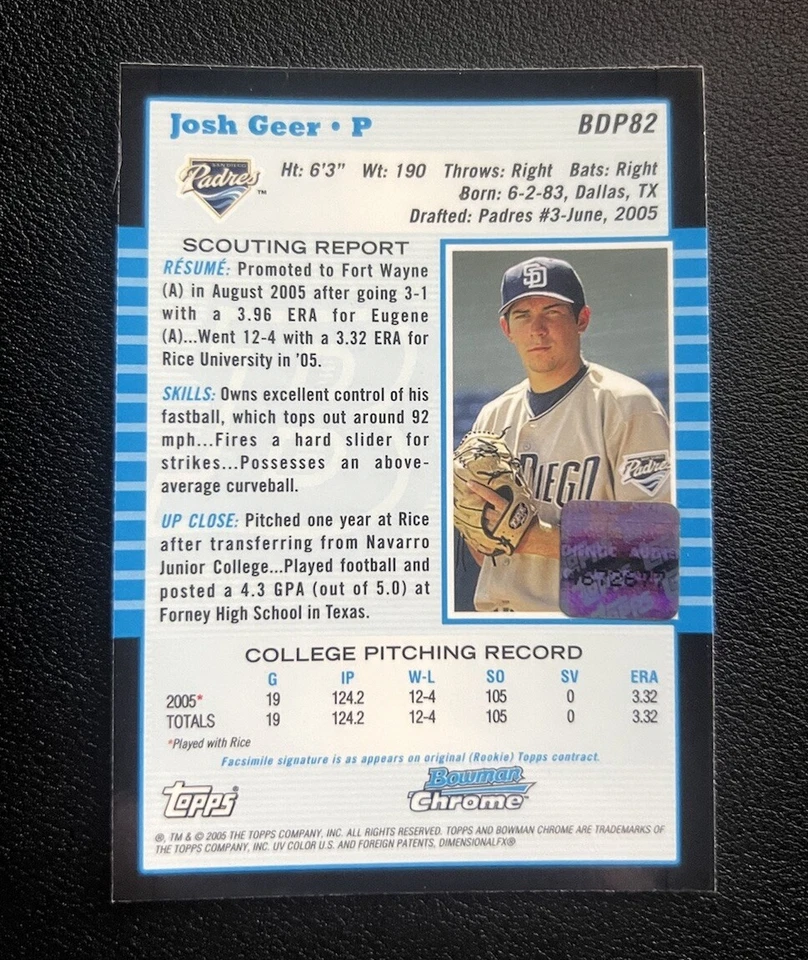 Josh Geer • P
BDP82
SAN DIEGO
Padres™
Ht: 6'3" Wt: 190 Throws: Right Bats: Right
Born: 6-2-83, Dallas, TX
Drafted: Padres #3-June, 2005
SCOUTING REPORT
RÉSUMÉ: Promoted to Fort Wayne
(A) in August 2005 after going 3-1
with a 3.96 ERA for Eugene
(A)...Went 12-4 with a 3.32 ERA for
Rice University in '05.
SKILLS: Owns excellent control of his
fastball, which tops out around 92
mph...Fires a hard slider for
strikes...Possesses an above-
average curveball.
UP CLOSE: Pitched one year at Rice
after transferring from Navarro
Junior College...Played football and
posted a 4.3 GPA (out of 5.0) at
Forney High School in Texas.
SD
DIEGO
Padres
COLLEGE PITCHING RECORD
G IP W-L SO SV ERA
2005* 19 124.2 12-4 105 0 3.32
TOTALS 19 124.2 12-4 105 0 3.32
*Played with Rice
Facsimile signature is as appears on original (Rookie) Topps contract.
Topps®
Bowman
Chrome™
®, TM & © 2005 THE TOPPS COMPANY, INC. ALL RIGHTS RESERVED. TOPPS AND BOWMAN CHROME ARE TRADEMARKS OF
THE TOPPS COMPANY, INC. UV COLOR U.S. AND FOREIGN PATENTS, DIMENSIONALFX®